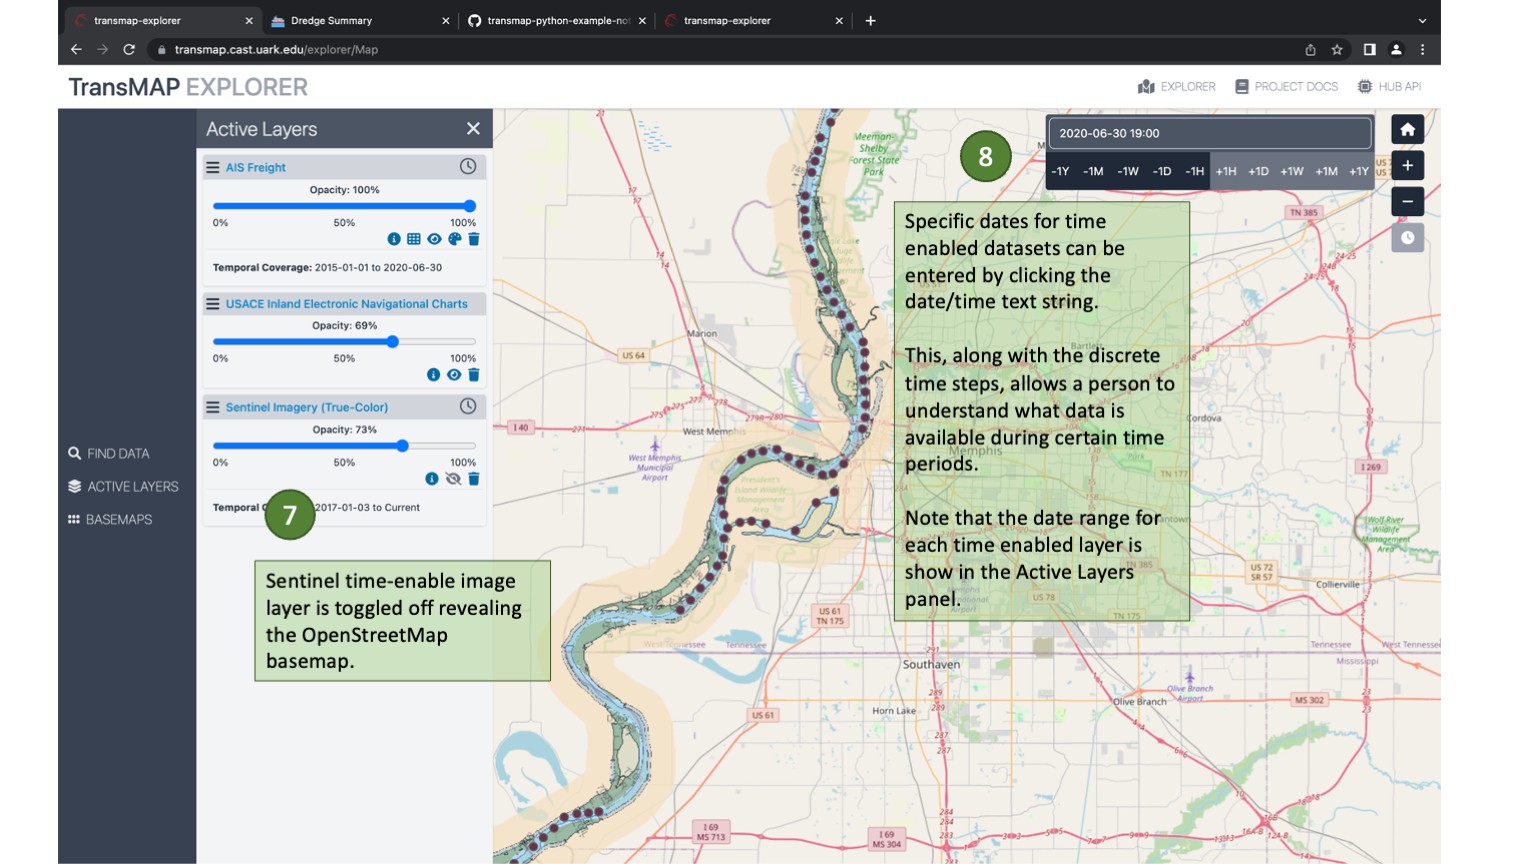 transmap-explorer
Dredge Summary
transmap-python-example-no
transmap-explorer
transmap.cast.uark.edu/explorer/Map
TransMAP EXPLORER
EXPLORER
PROJECT DOCS
HUB API
FIND DATA
ACTIVE LAYERS
BASEMAPS
Active Layers
AIS Freight
Opacity: 100%
0% 50% 100%
Temporal Coverage: 2015-01-01 to 2020-06-30
USACE Inland Electronic Navigational Charts
Opacity: 69%
0% 50% 100%
Sentinel Imagery (True-Color)
Opacity: 73%
0% 50% 100%
Temporal 2017-01-03 to Current
7
Sentinel time-enable image
layer is toggled off revealing
the OpenStreetMap
basemap.
8
2020-06-30 19:00
-1Y -1M -1W -1D -1H +1H +1D +1W +1M +1Y
Specific dates for time
enabled datasets can be
entered by clicking the
date/time text string.
This, along with the discrete
time steps, allows a person to
understand what data is
available during certain time
periods.
Note that the date range for
each time enabled layer is
show in the Active Layers
panel.
Meeman-
Shelby
Forest State
Park
TN 385
Marion
US 64
I 40
West Memphis
West Memphis
Municipal
Airport
President's
Island Wildlife
Management
Area
Memphis
Cordova
I 269
TN 177
Wolf River
Wildlife
Management
Area
US 72
SR 57
Collierville
TN 385
US 78
TN 175
US 61
TN 175
Tennessee
Tennessee
West Tennessee
Mississippi
Southaven
Olive Branch
Airport
Olive Branch
MS 302
Horn Lake
US 61
I 69
MS 713
I 69
MS 304